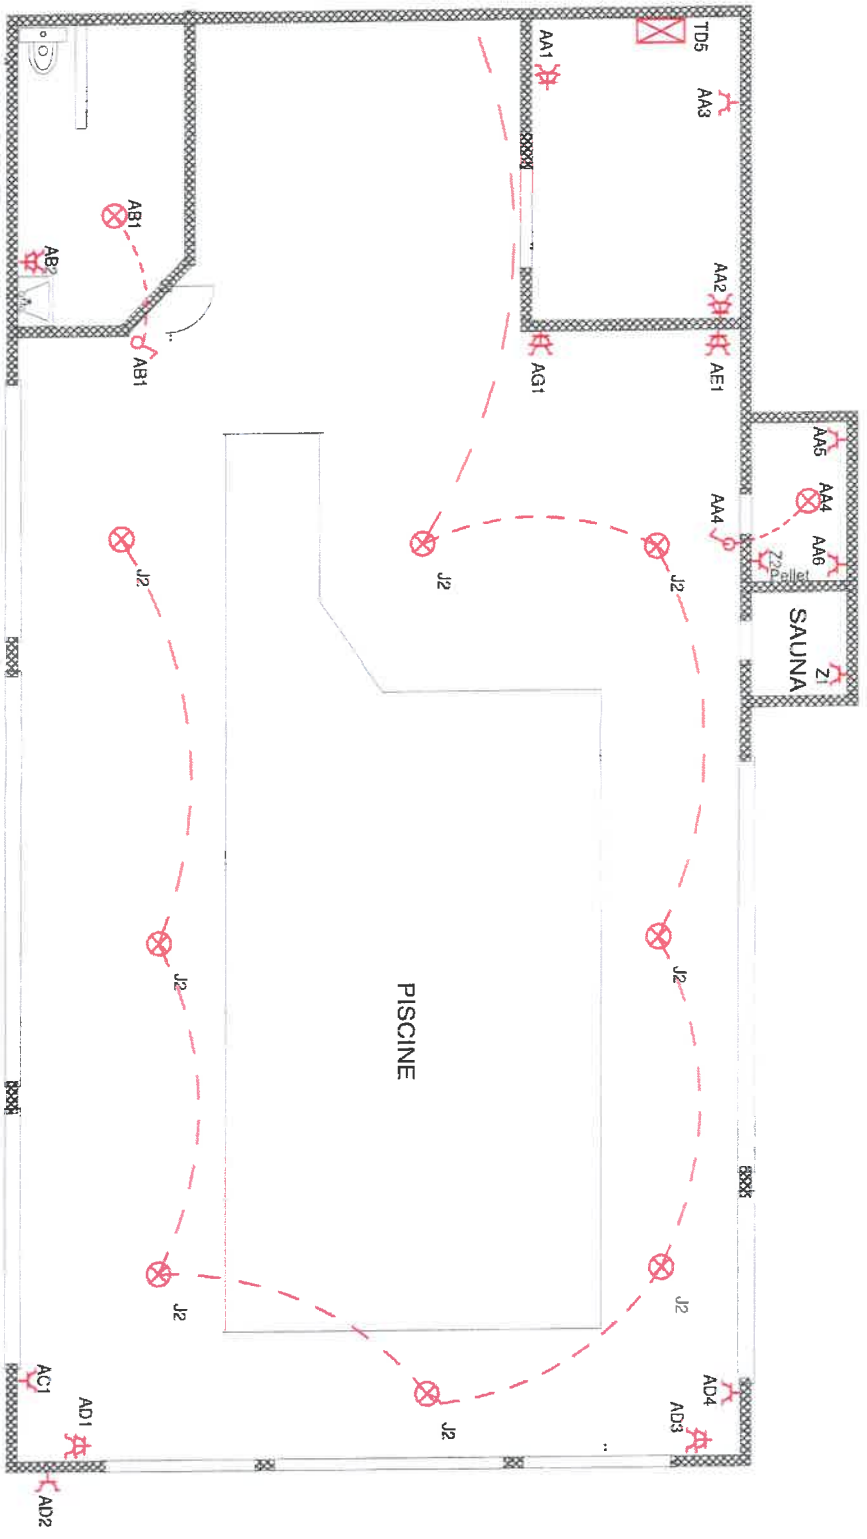 TD5
AA1
AA3
AB1
AB2
AA2
AB1
AG1
AE1
AA5
AA4
AA4
AA6
Z2
Pellet
SAUNA
Z1
J2
J2
J2
J2
J2
PISCINE
J2
J2
J2
AC1
AD1
AD4
AD3
AD2